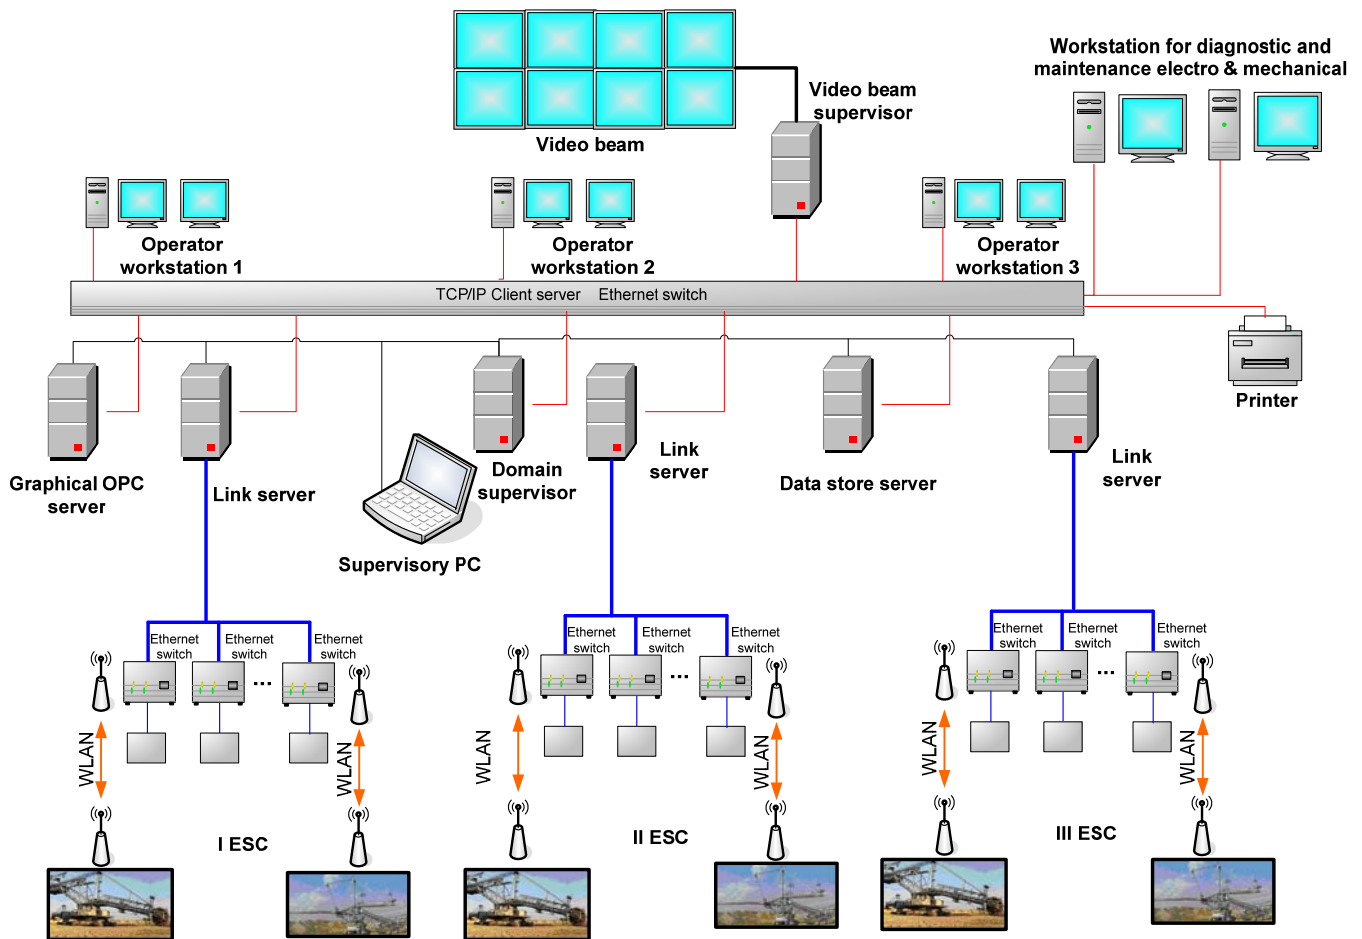 Workstation for diagnostic and
maintenance electro & mechanical
Video beam
supervisor
Video beam
Operator
workstation 1
Operator
workstation 2
Operator
workstation 3
TCP/IP Client server Ethernet switch
Printer
Graphical OPC
server
Link server
Supervisory PC
Domain
supervisor
Link
server
Data store server
Link
server
Ethernet
switch
Ethernet
switch
Ethernet
switch
...
WLAN
WLAN
I ESC
Ethernet
switch
Ethernet
switch
Ethernet
switch
...
WLAN
WLAN
II ESC
Ethernet
switch
Ethernet
switch
Ethernet
switch
...
WLAN
WLAN
III ESC